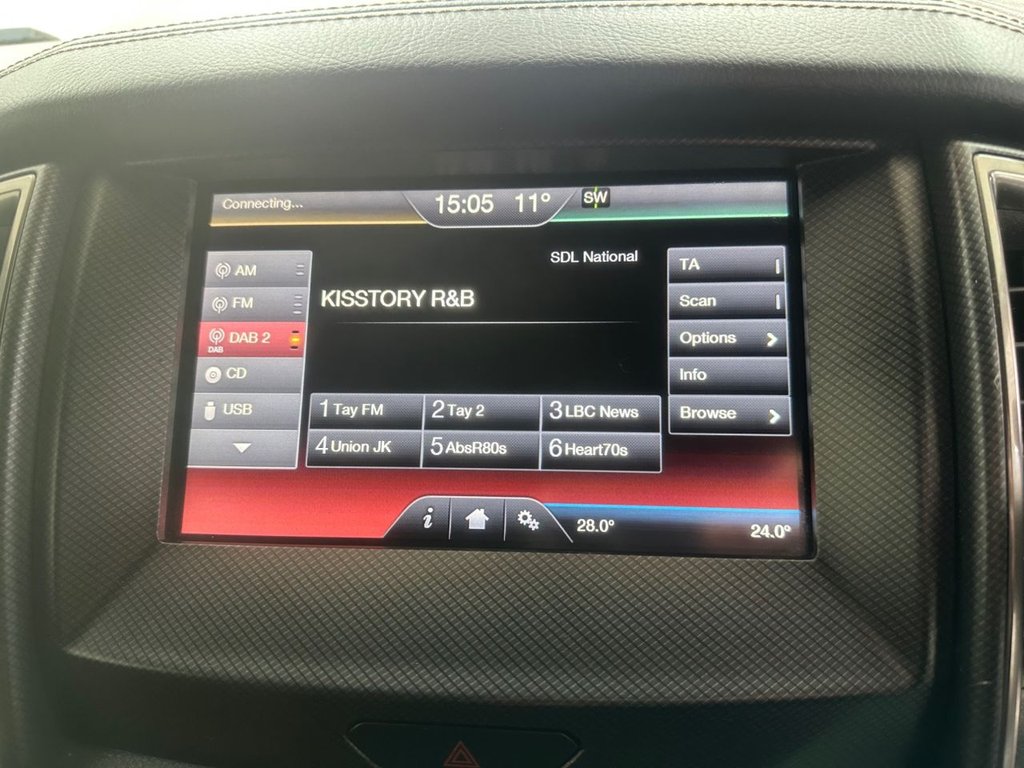 Connecting...
15:05 11° SW
SDL National
AM
FM
DAB 2
DAB
CD
USB
KISSTORY R&B
TA
Scan
Options
Info
Browse
1 Tay FM 2 Tay 2 3 LBC News
4 Union JK 5 AbsR80s 6 Heart70s
i
28.0° 24.0°